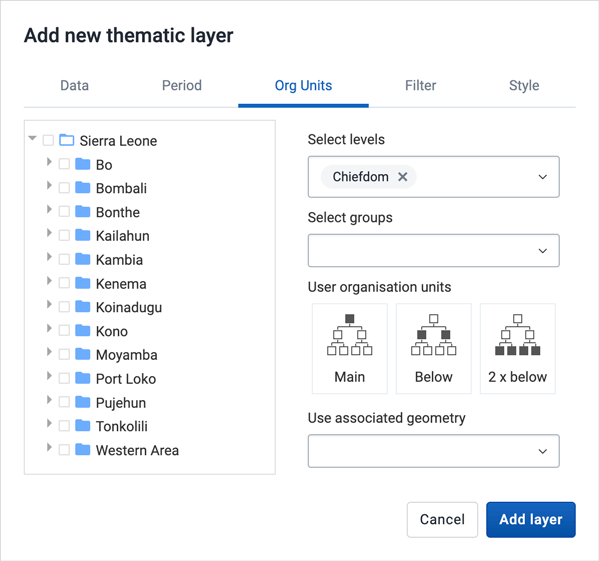 Add new thematic layer
Data Period Org Units Filter Style
Sierra Leone
Bo
Bombali
Bonthe
Kailahun
Kambia
Kenema
Koinadugu
Kono
Moyamba
Port Loko
Pujehun
Tonkolili
Western Area
Select levels
Chiefdom
Select groups
User organisation units
Main Below 2 x below
Use associated geometry
Cancel Add layer